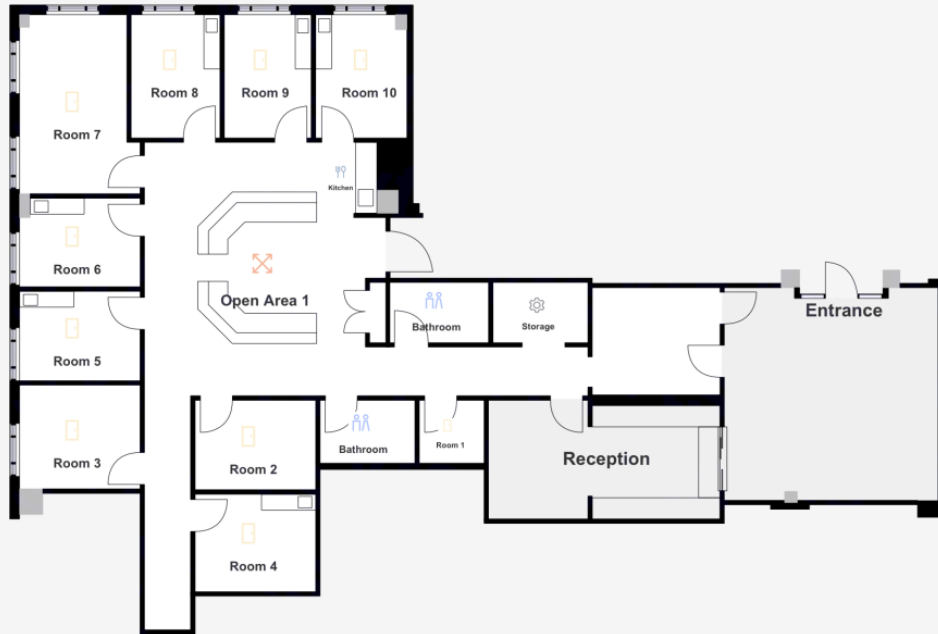 Room 8
Room 9
Room 10
Room 7
Kitchen
Room 6
Open Area 1
Bathroom
Storage
Entrance
Room 5
Room 3
Room 2
Bathroom
Room 1
Reception
Room 4